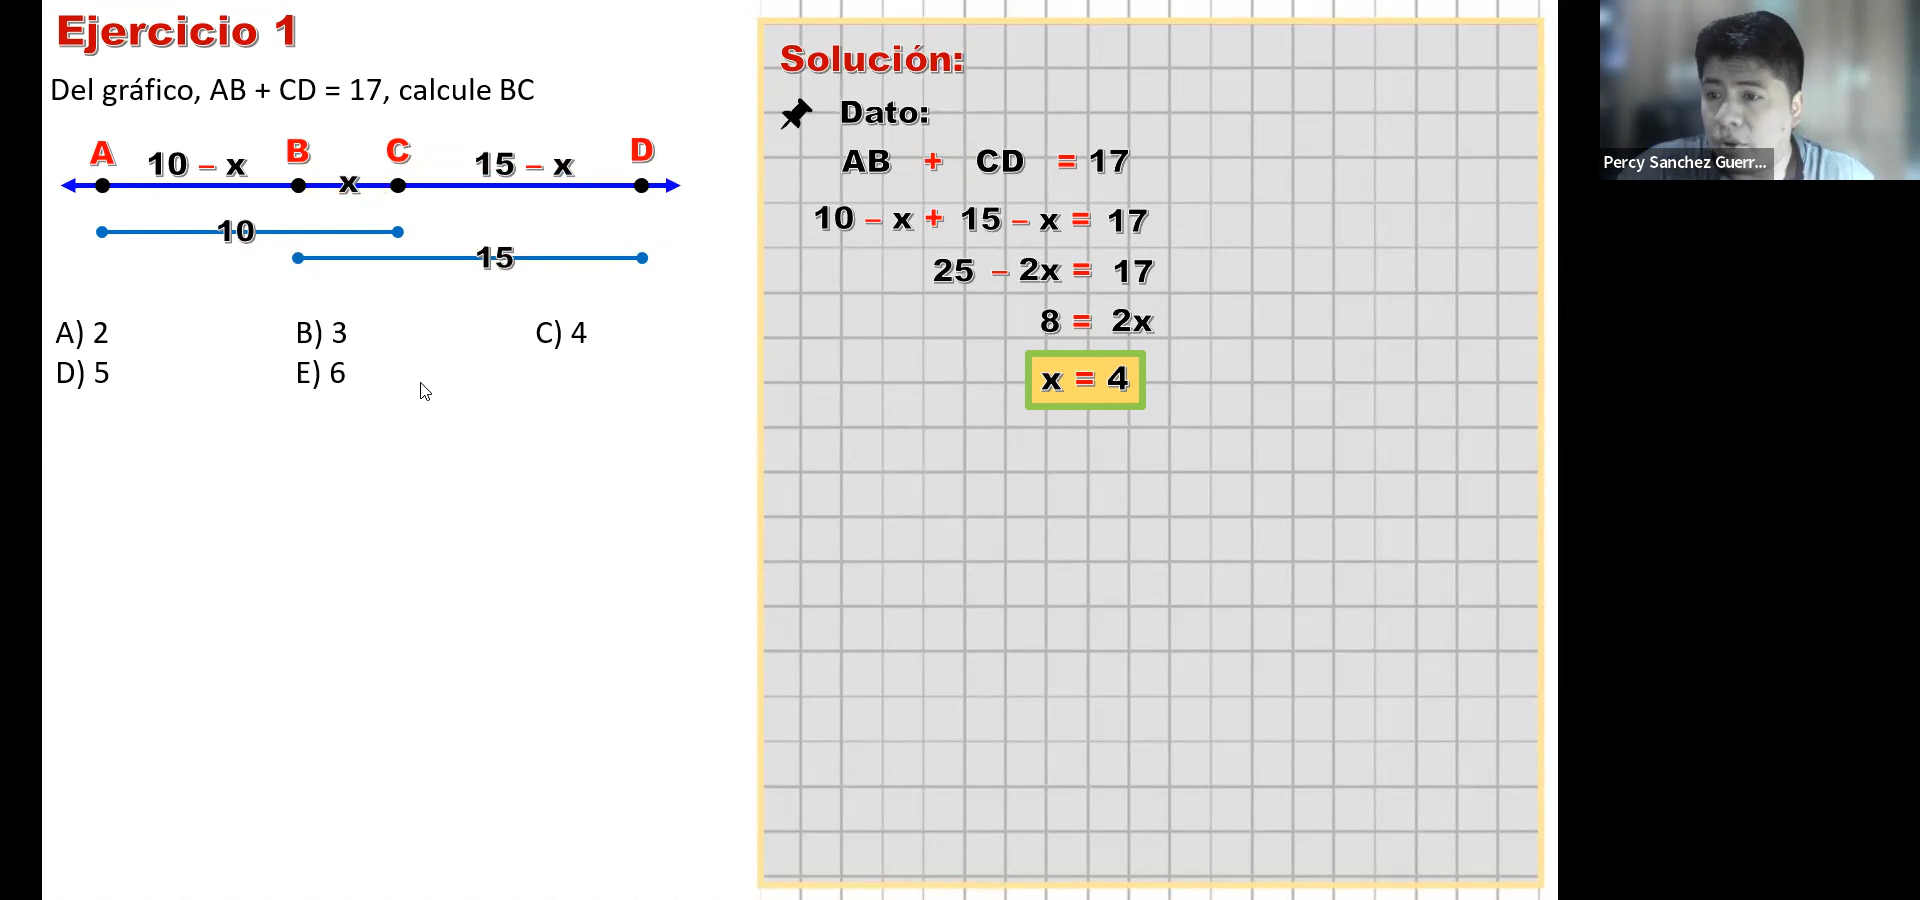 Ejercicio 1
Del gráfico, AB + CD = 17, calcule BC
A 10 – x B x C 15 – x D
10
15
A) 2 B) 3 C) 4
D) 5 E) 6
Solución:
Dato:
AB + CD = 17
10 – x + 15 – x = 17
25 – 2x = 17
8 = 2x
x = 4
Percy Sanchez Guerr...